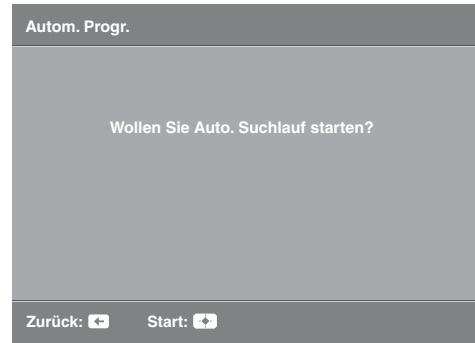 Autom. Progr.
Wollen Sie Auto. Suchlauf starten?
Zurück: Start: